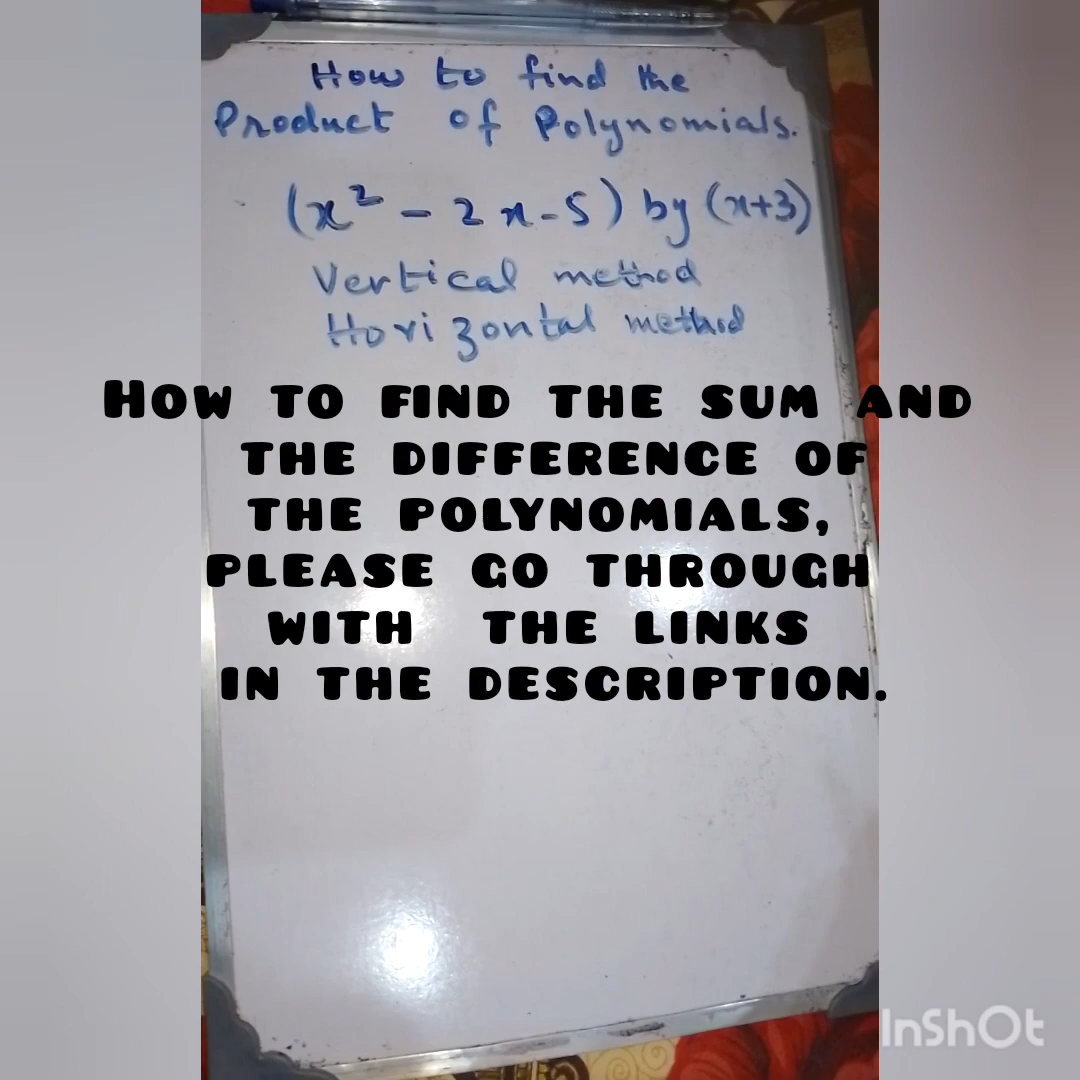 How to find the
Product of Polynomials.
(x² - 2x-5) by (x+3)
Vertical method
Horizontal method
HOW TO FIND THE SUM AND
THE DIFFERENCE OF
THE POLYNOMIALS,
PLEASE GO THROUGH
WITH THE LINKS
IN THE DESCRIPTION.
InShOt